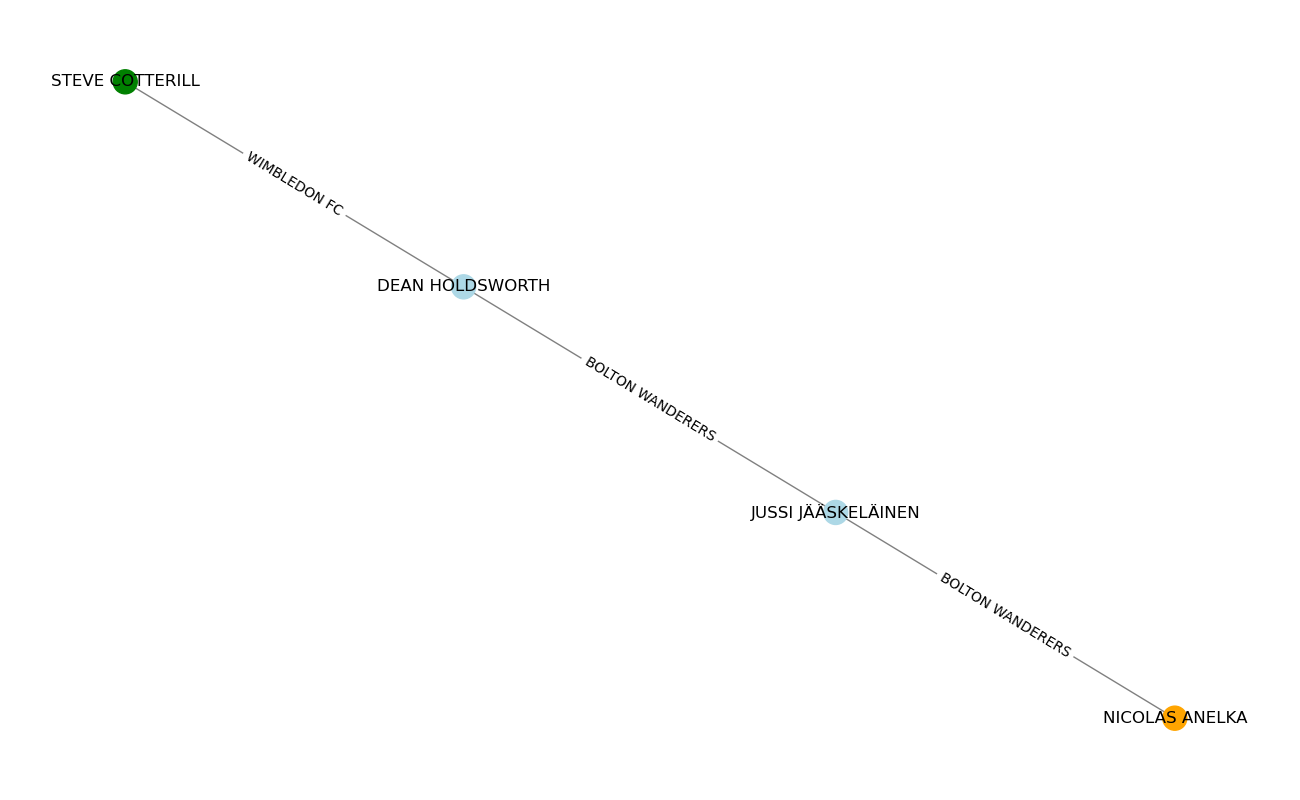 STEVE COTTERILL
WIMBLEDON FC
DEAN HOLDSWORTH
BOLTON WANDERERS
JUSSI JÄÄSKELÄINEN
BOLTON WANDERERS
NICOLAS ANELKA